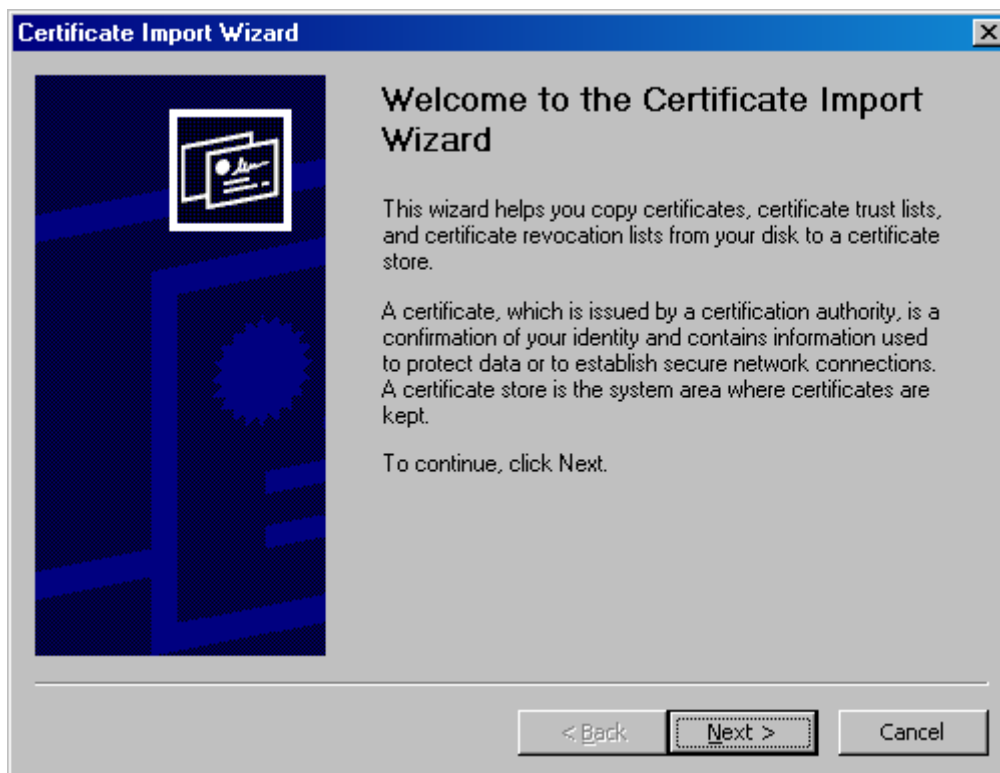 Certificate Import Wizard
Welcome to the Certificate Import
Wizard
This wizard helps you copy certificates, certificate trust lists,
and certificate revocation lists from your disk to a certificate
store.
A certificate, which is issued by a certification authority, is a
confirmation of your identity and contains information used
to protect data or to establish secure network connections.
A certificate store is the system area where certificates are
kept.
To continue, click Next.
< Back Next > Cancel